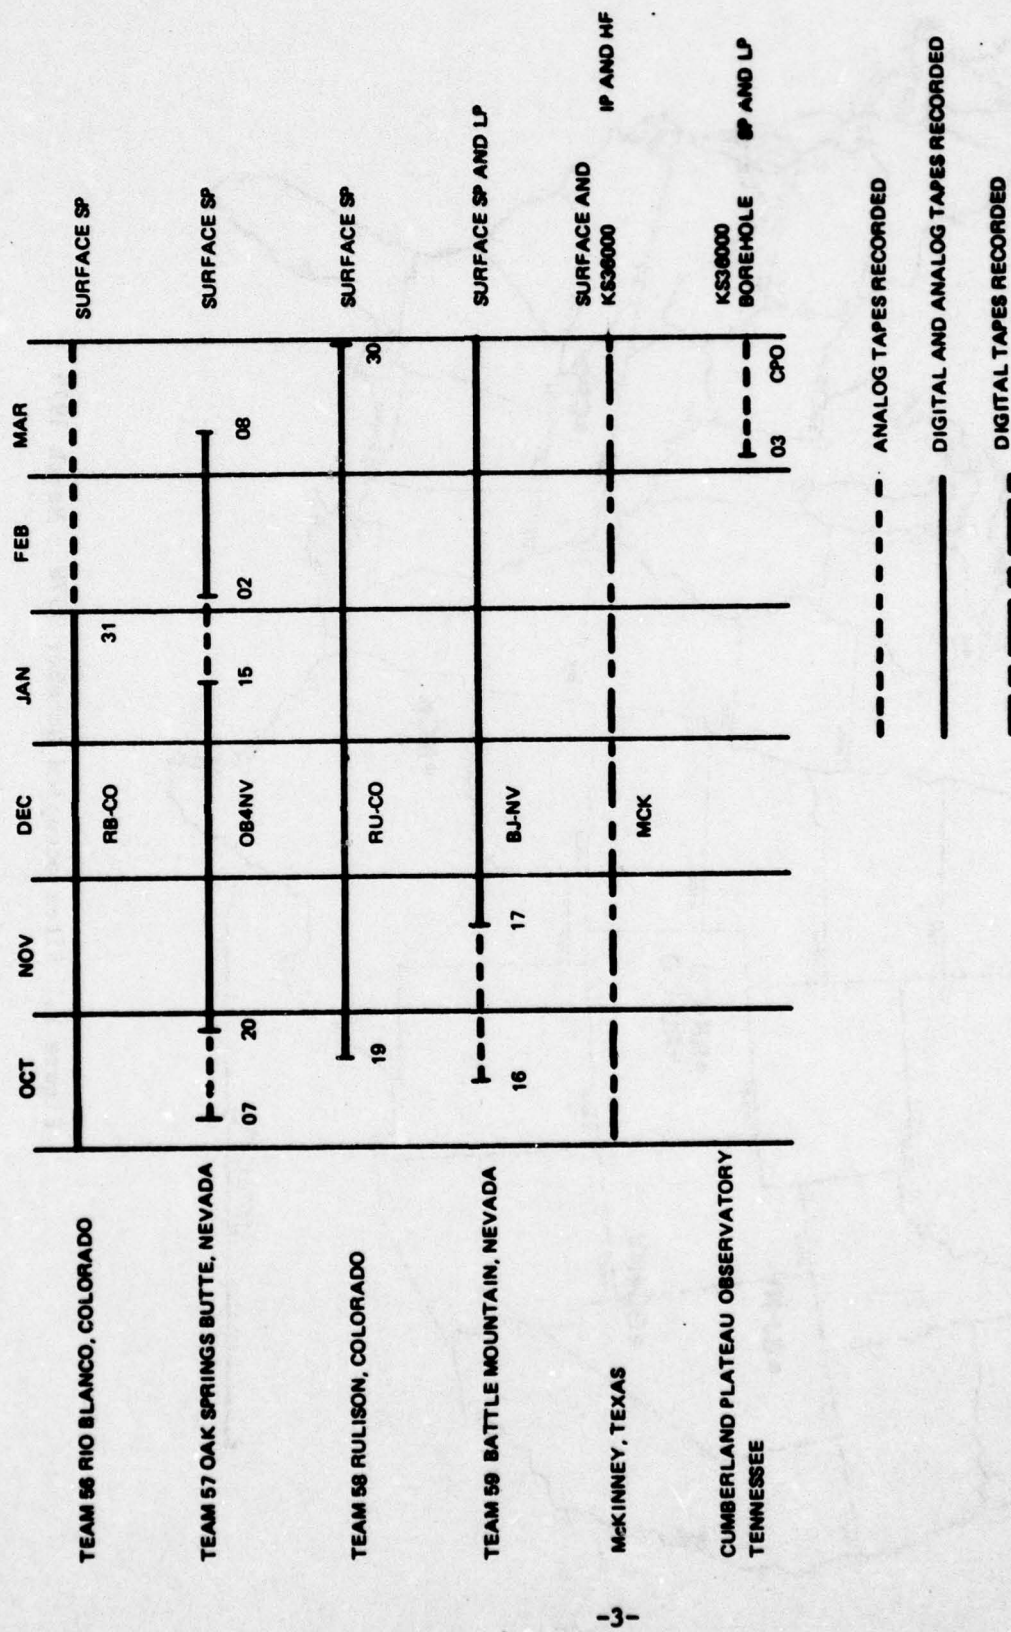 OCT NOV DEC JAN FEB MAR
TEAM 56 RIO BLANCO, COLORADO RB-CO 31 SURFACE SP
TEAM 57 OAK SPRINGS BUTTE, NEVADA 07 20 OB4NV 15 02 08 SURFACE SP
TEAM 58 RULISON, COLORADO 19 RU-CO 30 SURFACE SP
TEAM 59 BATTLE MOUNTAIN, NEVADA 16 17 BJ-NV SURFACE SP AND LP
SURFACE AND
McKINNEY, TEXAS MCK KS36000 IP AND HF
KS36000
CUMBERLAND PLATEAU OBSERVATORY BOREHOLE SP AND LP
TENNESSEE 03 CPO
ANALOG TAPES RECORDED
DIGITAL AND ANALOG TAPES RECORDED
DIGITAL TAPES RECORDED
-3-